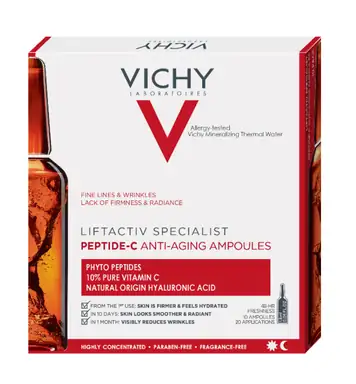 VICHY
LABORATOIRES
Allergy-tested
Vichy Mineralizing Thermal Water
FINE LINES & WRINKLES
LACK OF FIRMNESS & RADIANCE
LIFTACTIV SPECIALIST
PEPTIDE-C ANTI-AGING AMPOULES
PHYTO PEPTIDES
10% PURE VITAMIN C
NATURAL ORIGIN HYALURONIC ACID
FROM THE 1ST USE: SKIN IS FIRMER & FEELS HYDRATED
IN 10 DAYS: SKIN LOOKS SMOOTHER & RADIANT
IN 1 MONTH: VISIBLY REDUCES WRINKLES
48-HR
FRESHNESS
10 AMPOULES
20 APPLICATIONS
HIGHLY CONCENTRATED • PARABEN-FREE • FRAGRANCE-FREE